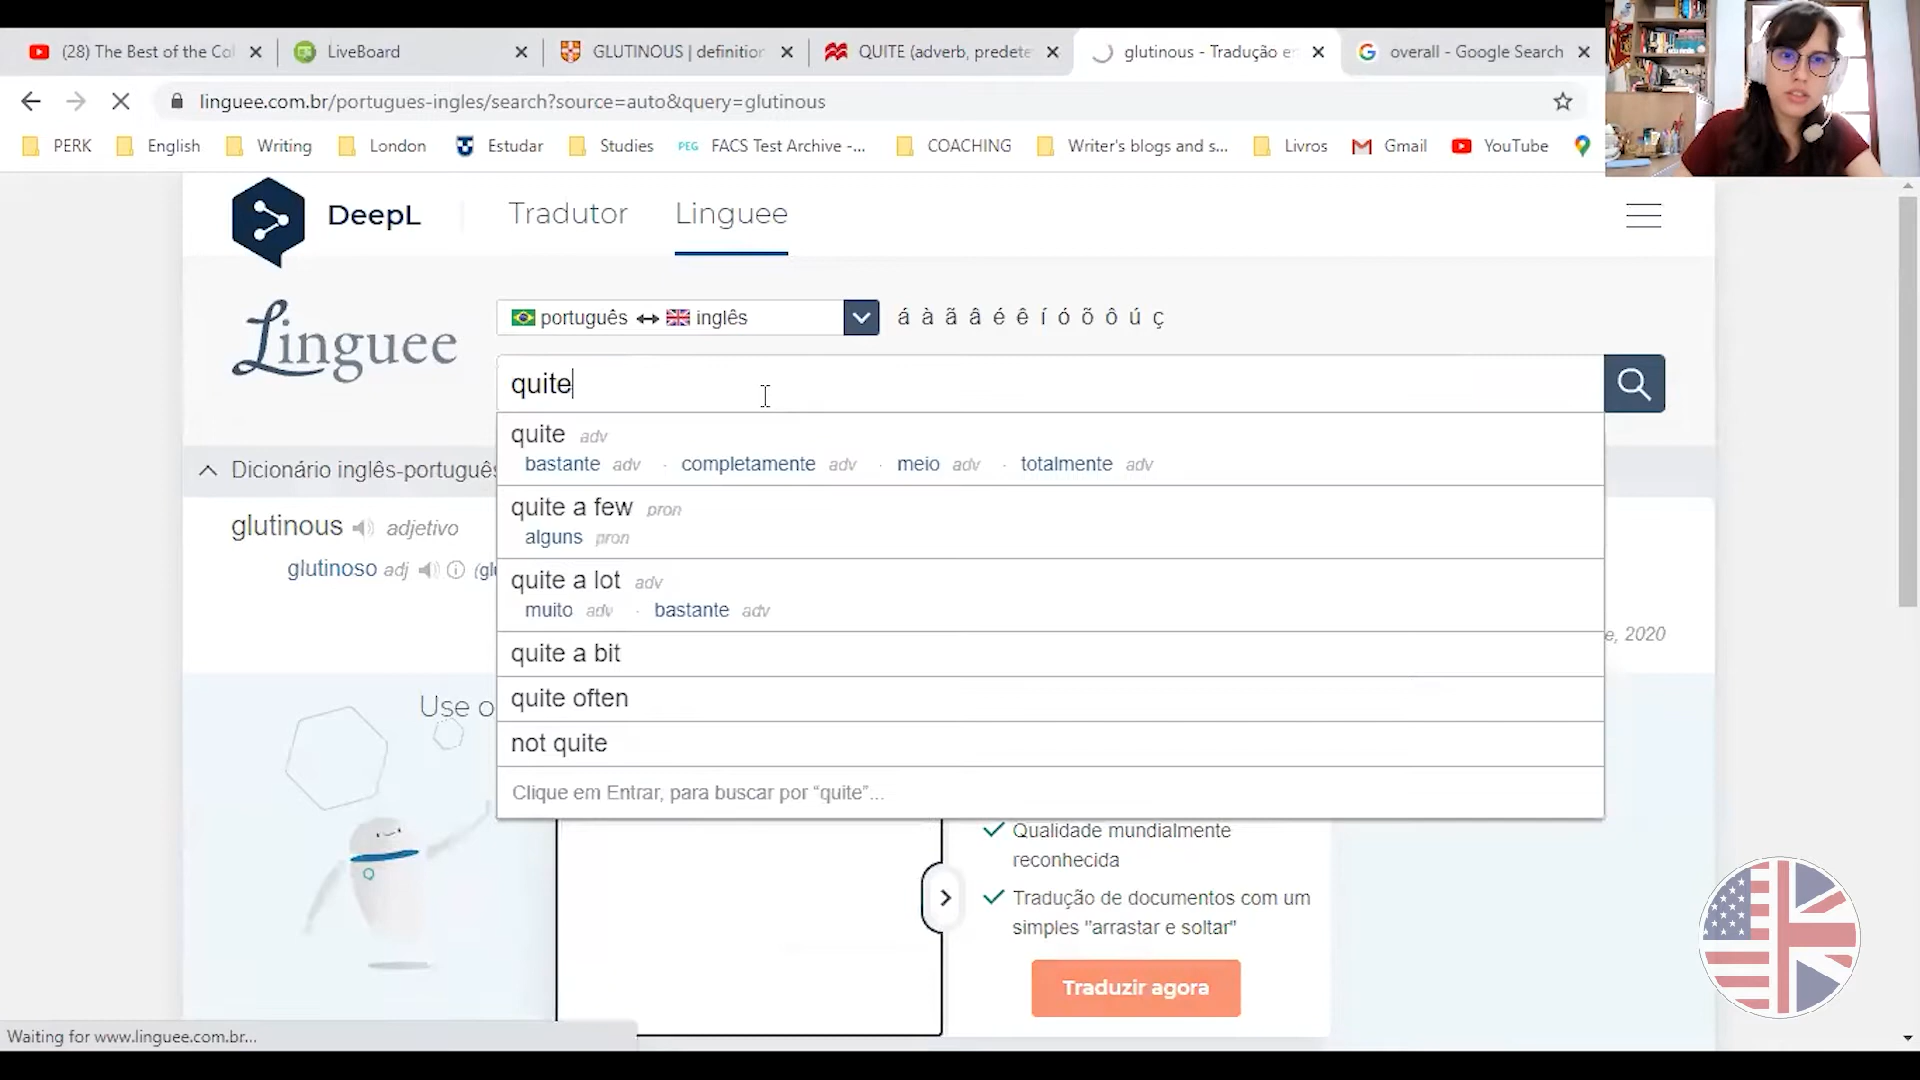 (28) The Best of the Col
LiveBoard
GLUTINOUS | definition
QUITE (adverb, predete
glutinous - Tradução e
overall - Google Search
linguee.com.br/portugues-ingles/search?source=auto&query=glutinous
PERK
English
Writing
London
Estudar
Studies
PEG
FACS Test Archive -...
COACHING
Writer's blogs and s...
Livros
Gmail
YouTube
DeepL
Tradutor
Linguee
Linguee
português ↔ inglês
á à ã â é ê í ó õ ô ú ç
quite
quite adv
bastante adv · completamente adv · meio adv · totalmente adv
Dicionário inglês-português
quite a few pron
alguns pron
glutinous adjetivo
glutinoso adj (glu
quite a lot adv
muito adv · bastante adv
e, 2020
quite a bit
quite often
Use o
not quite
Clique em Entrar, para buscar por “quite”...
Qualidade mundialmente
reconhecida
Tradução de documentos com um
simples "arrastar e soltar"
Traduzir agora
Waiting for www.linguee.com.br...